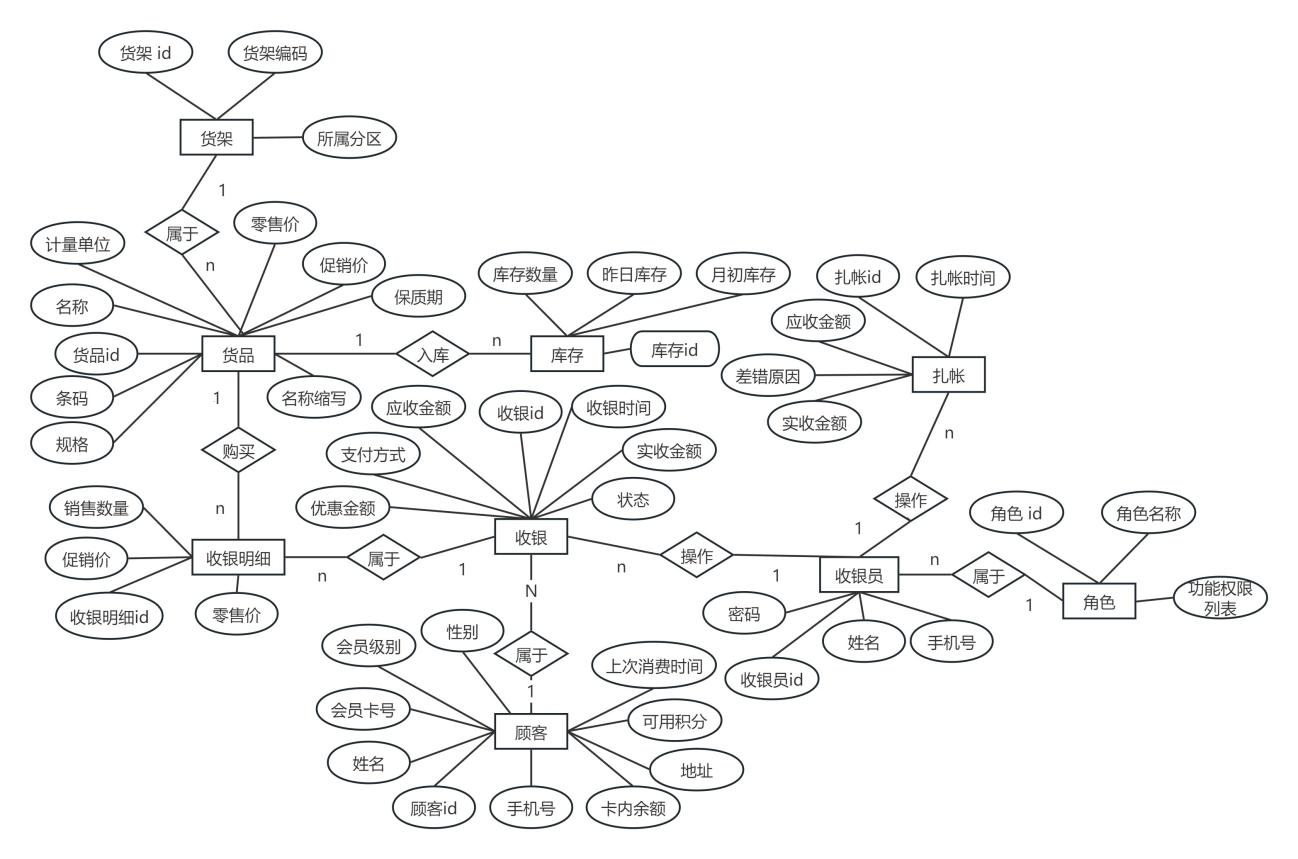 货架 id
货架编码
货架
所属分区
1
属于
n
计量单位
零售价
促销价
保质期
名称
货品id
条码
规格
货品
名称缩写
1
入库
n
库存数量
昨日库存
月初库存
库存
库存id
扎帐id
扎帐时间
应收金额
差错原因
实收金额
扎帐
n
操作
1
1
购买
n
应收金额
收银id
收银时间
支付方式
实收金额
优惠金额
状态
收银
销售数量
促销价
收银明细id
零售价
收银明细
n
属于
1
n
操作
1
收银员
密码
收银员id
姓名
手机号
n
属于
1
角色 id
角色名称
角色
功能权限
列表
N
属于
1
会员级别
性别
上次消费时间
会员卡号
可用积分
顾客
姓名
地址
顾客id
手机号
卡内余额